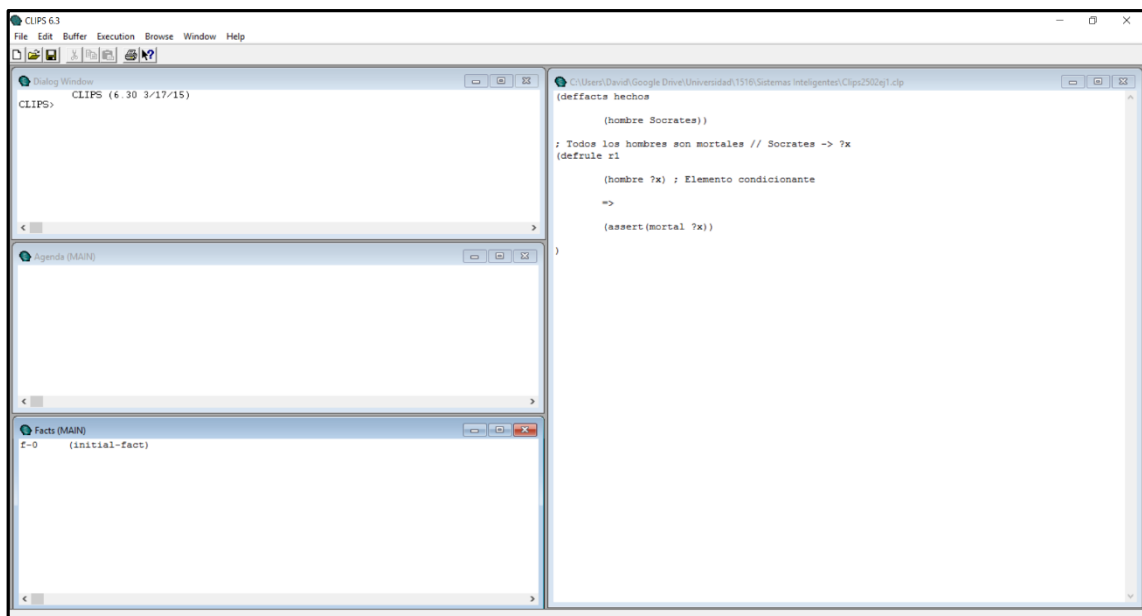 CLIPS 6.3
File Edit Buffer Execution Browse Window Help
Dialog Window
CLIPS (6.30 3/17/15)
CLIPS>
Agenda (MAIN)
Facts (MAIN)
f-0 (initial-fact)
C:\Users\David\Google Drive\Universidad\1516\Sistemas Inteligentes\Clips2502ej1.clp
(deffacts hechos
(hombre Socrates))
; Todos los hombres son mortales // Socrates -> ?x
(defrule r1
(hombre ?x) ; Elemento condicionante
=>
(assert(mortal ?x))
)